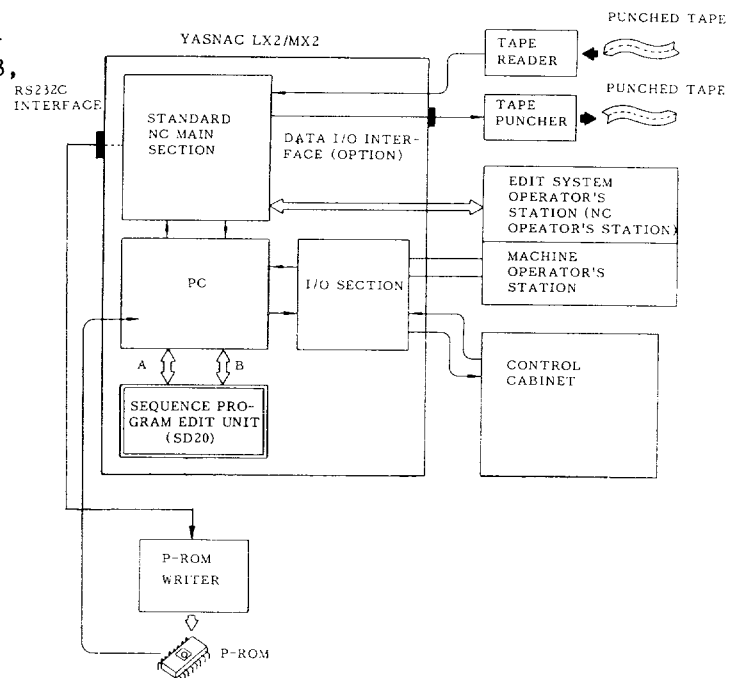 3,
YASNAC LX2/MX2
PUNCHED TAPE
TAPE
READER
PUNCHED TAPE
TAPE
PUNCHER
RS232C
INTERFACE
STANDARD
NC MAIN
SECTION
DATA I/O INTER-
FACE (OPTION)
EDIT SYSTEM
OPERATOR'S
STATION (NC
OPEATOR'S STATION)
MACHINE
OPERATOR'S
STATION
PC
I/O SECTION
A
B
CONTROL
CABINET
SEQUENCE PRO-
GRAM EDIT UNIT
(SD20)
P-ROM
WRITER
P-ROM